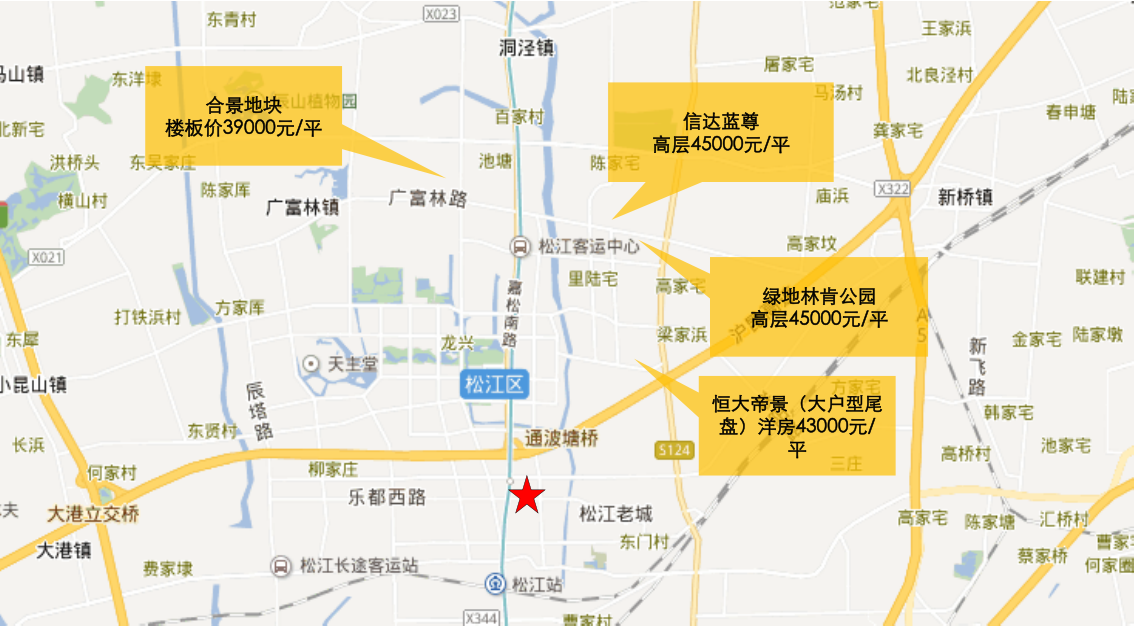 范家宅
X023
东青村
王家浜
洞泾镇
屠家宅
北良泾村
马山镇
东洋埭
辰山植物园
马汤村
合景地块
楼板价39000元/平
百家村
信达蓝尊
高层45000元/平
春申塘
北新宅
龚家宅
洪桥头
东吴家库
池塘
陈家宅
陈家厍
X322
横山村
广富林镇
广富林路
庙浜
新桥镇
X021
松江客运中心
高家坟
里陆宅
高家宅
联建村
嘉松南路
绿地林肯公园
高层45000元/平
沪
A5
方家厍
打铁浜村
东犀
龙兴
梁家浜
金家宅
陆家墩
新飞路
天主堂
小昆山镇
松江区
辰塔路
方家宅
恒大帝景（大户型尾
盘）洋房43000元/
平
韩家宅
东贤村
长浜
通波塘桥
S124
三庄
高桥村
池家宅
何家村
柳家庄
乐都西路
大港立交桥
松江老城
高家宅
陈家塘
汇桥村
大港镇
东门村
曹家宅
蔡家桥
何家圈
费家埭
松江长途客运站
松江站
X344
曹家村